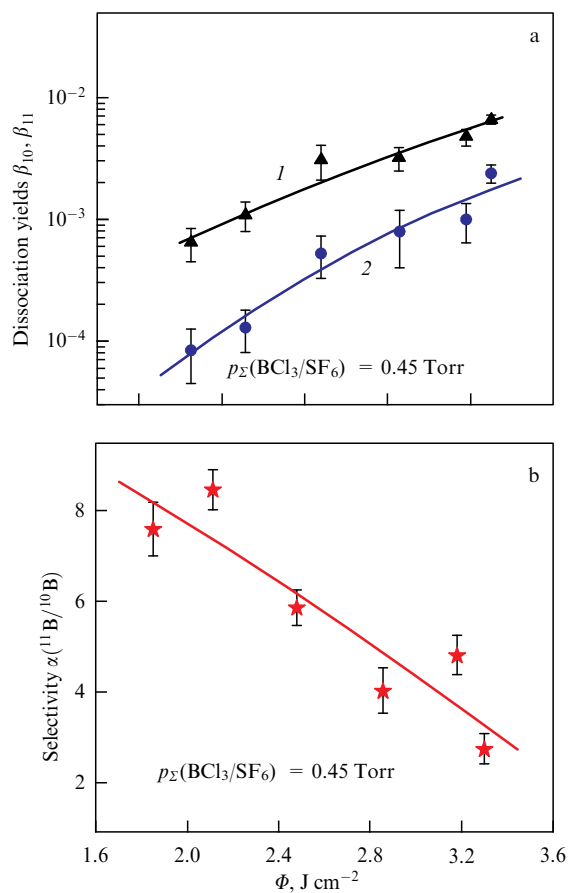 a
Dissociation yields β₁₀, β₁₁
10⁻²
10⁻³
10⁻⁴
1
2
p_Σ(BCl₃/SF₆) = 0.45 Torr
b
Selectivity α(¹¹B/¹⁰B)
8
6
4
2
p_Σ(BCl₃/SF₆) = 0.45 Torr
1.6 2.0 2.4 2.8 3.2 3.6
Φ, J cm⁻²